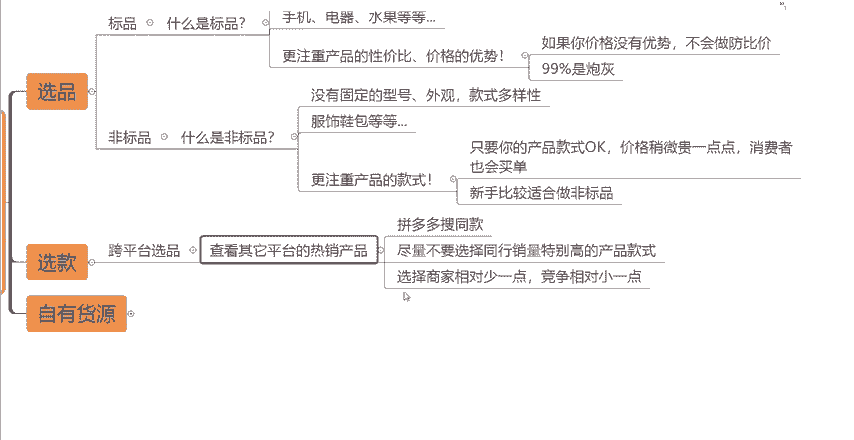 手机、电器、水果等等...
标品
什么是标品？
更注重产品的性价比、价格的优势！
如果你价格没有优势，不会做防比价
99%是炮灰
选品
没有固定的型号、外观，款式多样性
服饰鞋包等等...
非标品
什么是非标品？
更注重产品的款式！
只要你的产品款式OK，价格稍微贵一点点，消费者
也会买单
新手比较适合做非标品
选款
跨平台选品
查看其它平台的热销产品
拼多多搜同款
尽量不要选择同行销量特别高的产品款式
选择商家相对少一点，竞争相对小一点
自有货源